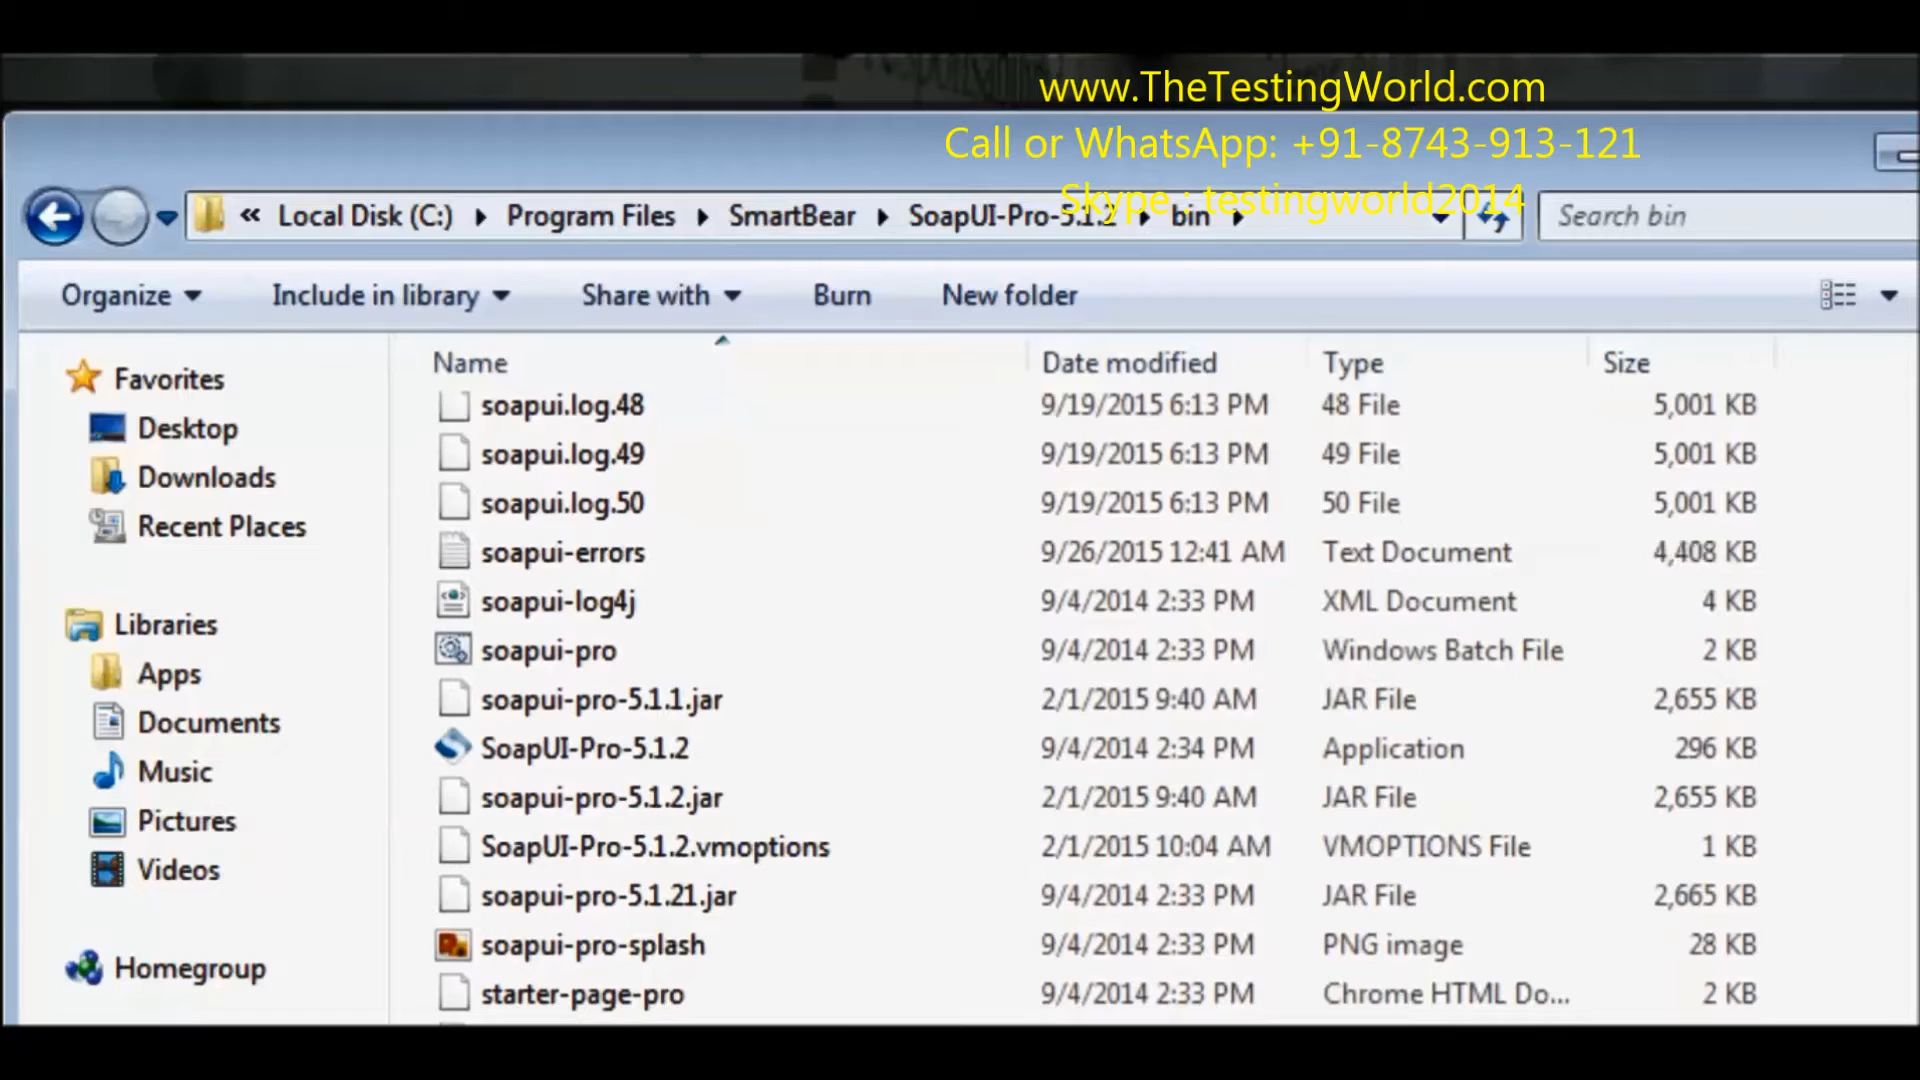 www.TheTestingWorld.com
Call or WhatsApp: +91-8743-913-121
Skype : testingworld2014
« Local Disk (C:) Program Files SmartBear SoapUI-Pro-5.1.2 bin Search bin
Organize Include in library Share with Burn New folder
Name Date modified Type Size
Favorites
Desktop
Downloads
Recent Places
Libraries
Apps
Documents
Music
Pictures
Videos
Homegroup
soapui.log.48 9/19/2015 6:13 PM 48 File 5,001 KB
soapui.log.49 9/19/2015 6:13 PM 49 File 5,001 KB
soapui.log.50 9/19/2015 6:13 PM 50 File 5,001 KB
soapui-errors 9/26/2015 12:41 AM Text Document 4,408 KB
soapui-log4j 9/4/2014 2:33 PM XML Document 4 KB
soapui-pro 9/4/2014 2:33 PM Windows Batch File 2 KB
soapui-pro-5.1.1.jar 2/1/2015 9:40 AM JAR File 2,655 KB
SoapUI-Pro-5.1.2 9/4/2014 2:34 PM Application 296 KB
soapui-pro-5.1.2.jar 2/1/2015 9:40 AM JAR File 2,655 KB
SoapUI-Pro-5.1.2.vmoptions 2/1/2015 10:04 AM VMOPTIONS File 1 KB
soapui-pro-5.1.21.jar 9/4/2014 2:33 PM JAR File 2,665 KB
soapui-pro-splash 9/4/2014 2:33 PM PNG image 28 KB
starter-page-pro 9/4/2014 2:33 PM Chrome HTML Do... 2 KB